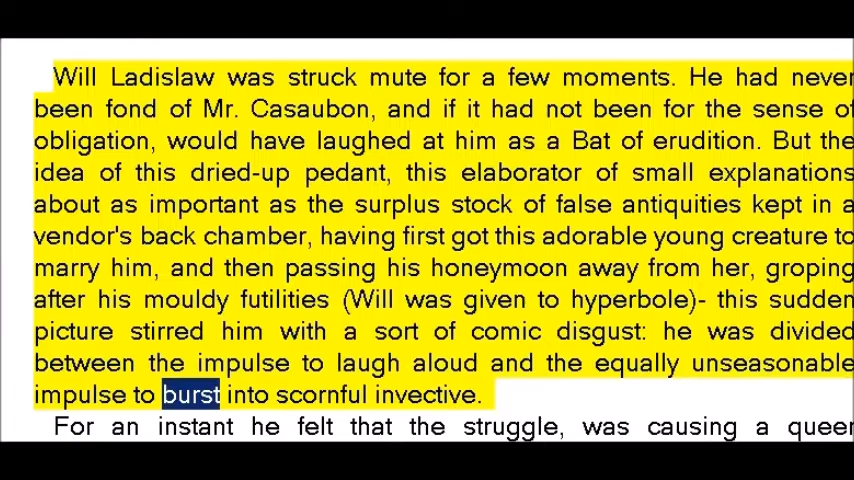 Will Ladislaw was struck mute for a few moments. He had never
been fond of Mr. Casaubon, and if it had not been for the sense of
obligation, would have laughed at him as a Bat of erudition. But the
idea of this dried-up pedant, this elaborator of small explanations
about as important as the surplus stock of false antiquities kept in a
vendor's back chamber, having first got this adorable young creature to
marry him, and then passing his honeymoon away from her, groping
after his mouldy futilities (Will was given to hyperbole)- this sudden
picture stirred him with a sort of comic disgust: he was divided
between the impulse to laugh aloud and the equally unseasonable
impulse to burst into scornful invective.
For an instant he felt that the struggle, was causing a queer